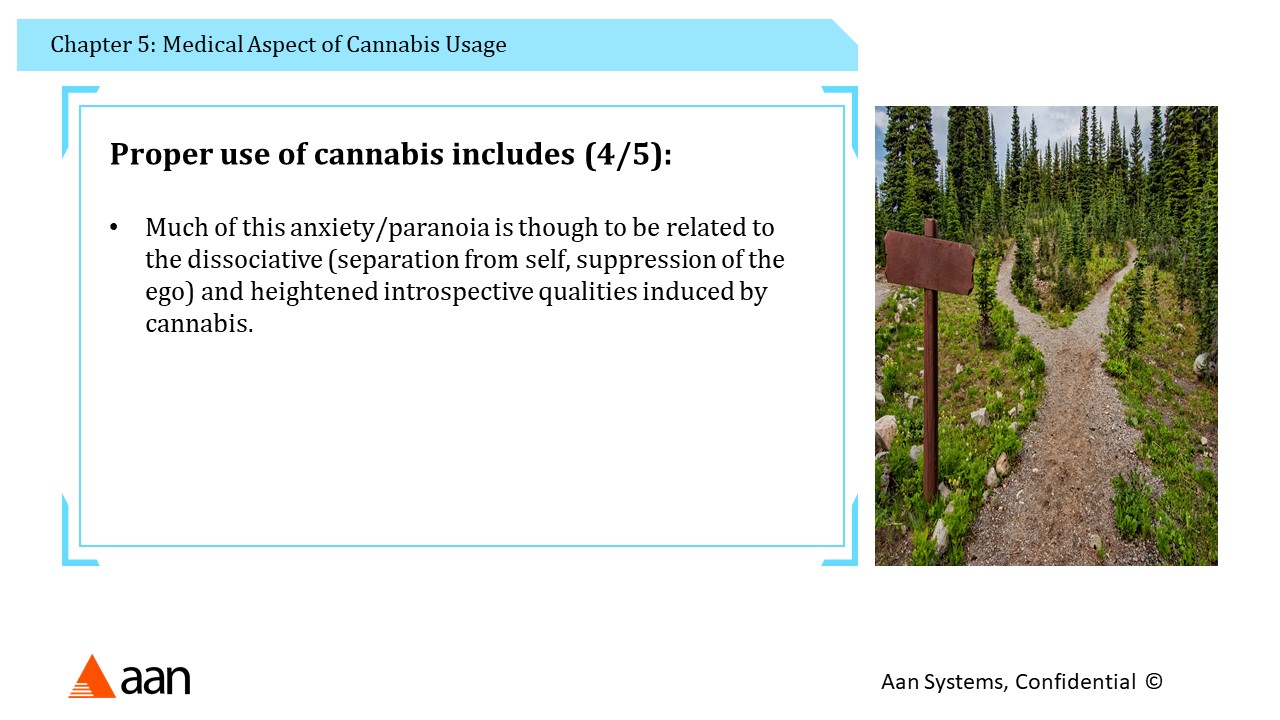 Chapter 5: Medical Aspect of Cannabis Usage
Proper use of cannabis includes (4/5):
• Much of this anxiety/paranoia is though to be related to
the dissociative (separation from self, suppression of the
ego) and heightened introspective qualities induced by
cannabis.
aan
Aan Systems, Confidential ©